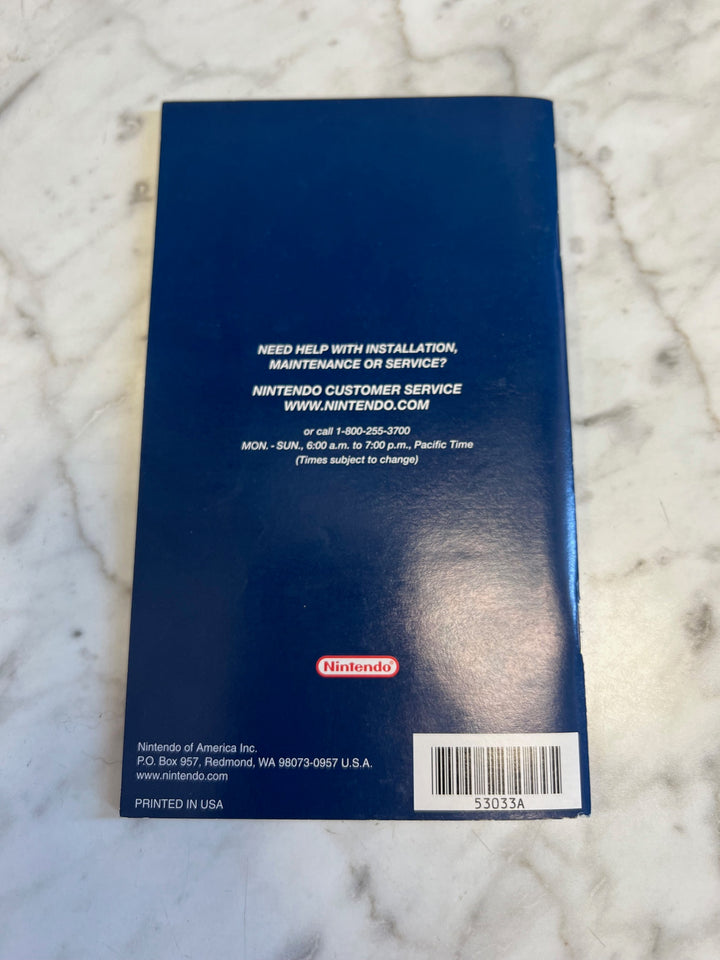 NEED HELP WITH INSTALLATION,
MAINTENANCE OR SERVICE?
NINTENDO CUSTOMER SERVICE
WWW.NINTENDO.COM
or call 1-800-255-3700
MON. - SUN., 6:00 a.m. to 7:00 p.m., Pacific Time
(Times subject to change)
Nintendo®
Nintendo of America Inc.
P.O. Box 957, Redmond, WA 98073-0957 U.S.A.
www.nintendo.com
PRINTED IN USA
53033A